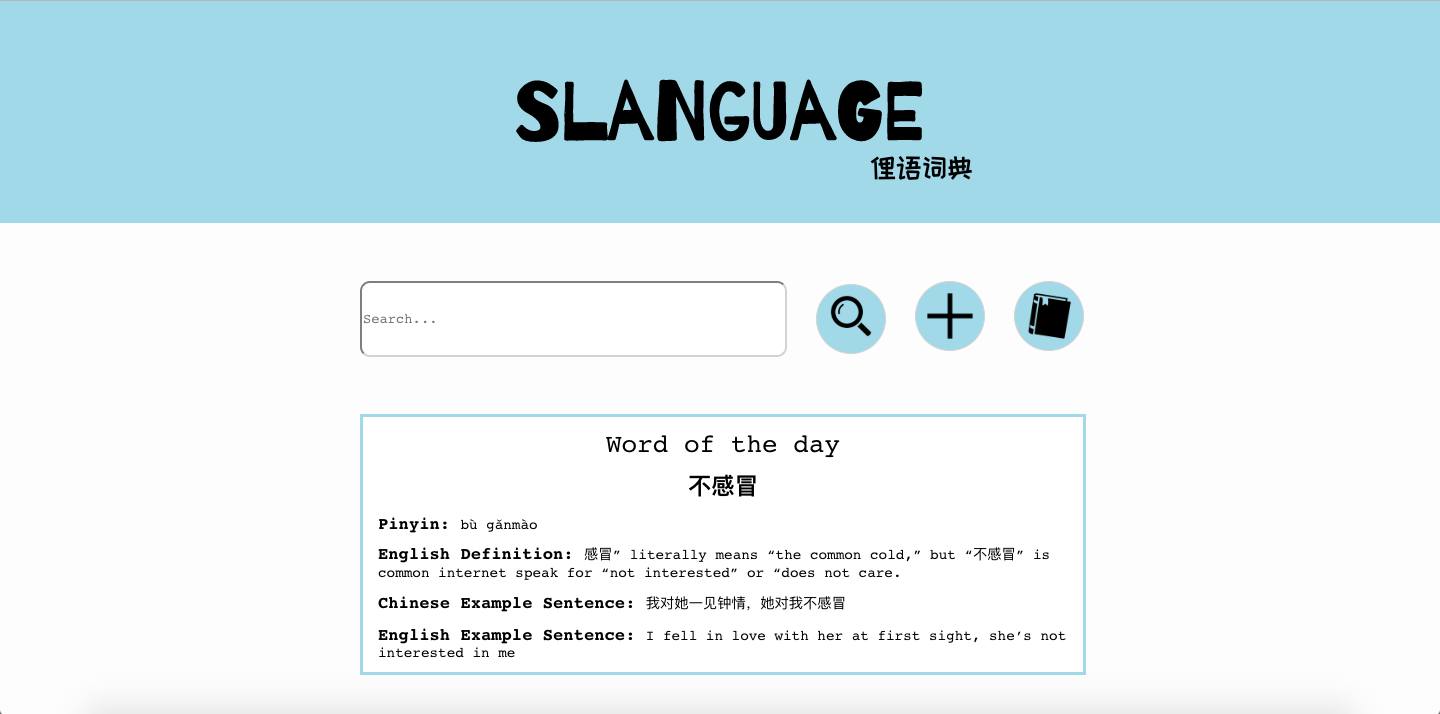 SLANGUAGE
俚语词典
Search...
Word of the day
不感冒
Pinyin: bù gǎnmào
English Definition: 感冒” literally means “the common cold,” but “不感冒” is
common internet speak for “not interested” or “does not care.
Chinese Example Sentence: 我对她一见钟情，她对我不感冒
English Example Sentence: I fell in love with her at first sight, she’s not
interested in me